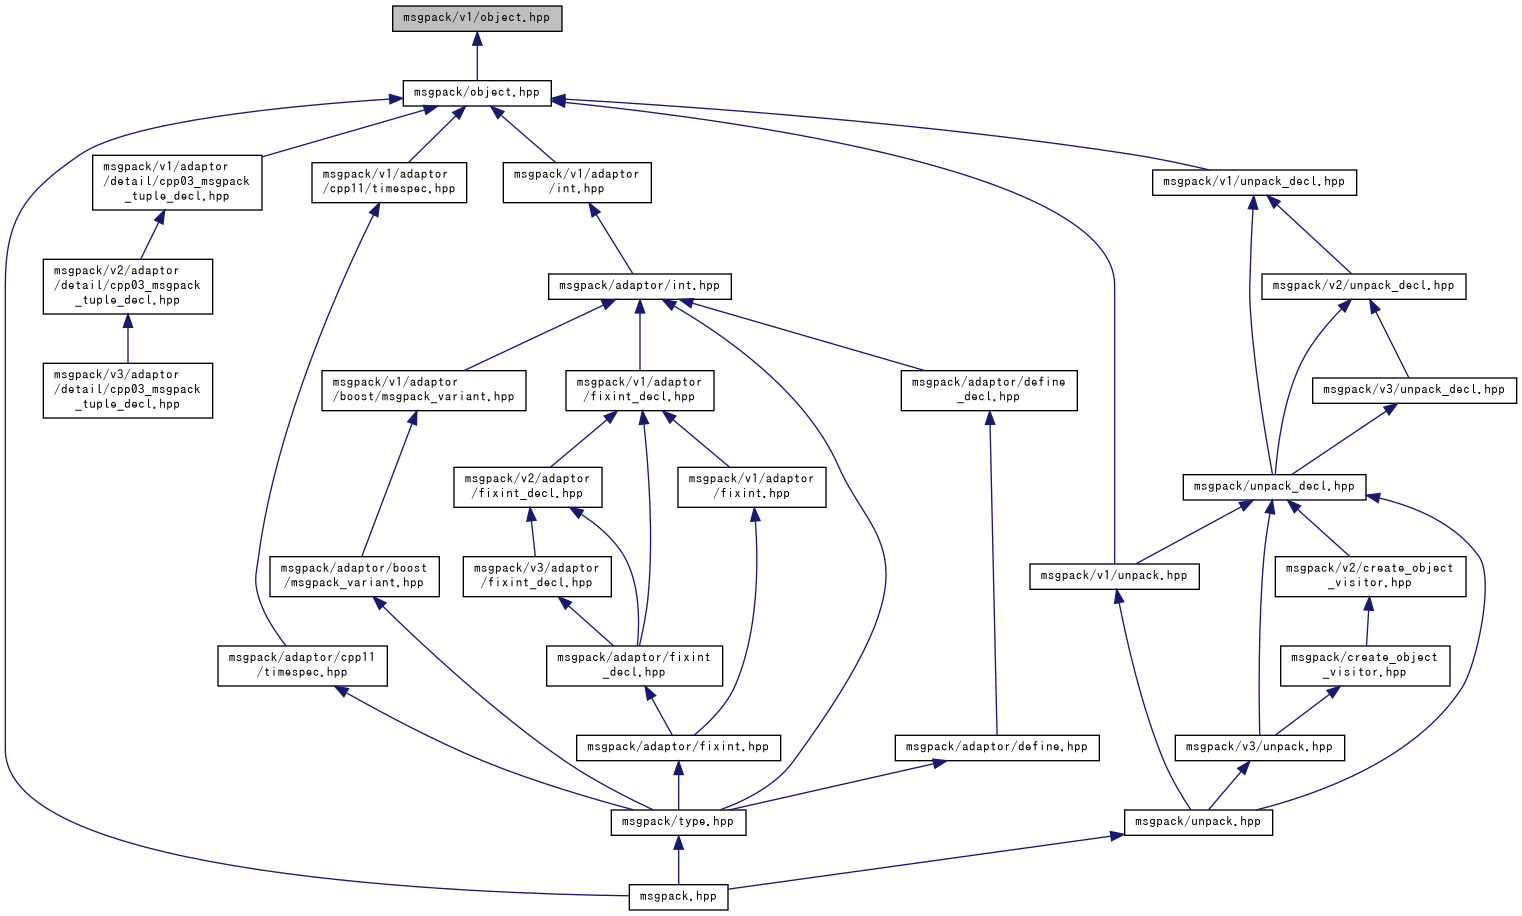 msgpack/v1/object.hpp
msgpack/object.hpp
msgpack/v1/adaptor
/detail/cpp03_msgpack
_tuple_decl.hpp
msgpack/v1/adaptor
/cpp11/timespec.hpp
msgpack/v1/adaptor
/int.hpp
msgpack/v1/unpack_decl.hpp
msgpack/v2/adaptor
/detail/cpp03_msgpack
_tuple_decl.hpp
msgpack/adaptor/int.hpp
msgpack/v2/unpack_decl.hpp
msgpack/v3/adaptor
/detail/cpp03_msgpack
_tuple_decl.hpp
msgpack/v1/adaptor
/boost/msgpack_variant.hpp
msgpack/v1/adaptor
/fixint_decl.hpp
msgpack/adaptor/define
_decl.hpp
msgpack/v3/unpack_decl.hpp
msgpack/v2/adaptor
/fixint_decl.hpp
msgpack/v1/adaptor
/fixint.hpp
msgpack/unpack_decl.hpp
msgpack/adaptor/boost
/msgpack_variant.hpp
msgpack/v3/adaptor
/fixint_decl.hpp
msgpack/v1/unpack.hpp
msgpack/v2/create_object
_visitor.hpp
msgpack/adaptor/cpp11
/timespec.hpp
msgpack/adaptor/fixint
_decl.hpp
msgpack/create_object
_visitor.hpp
msgpack/adaptor/fixint.hpp
msgpack/adaptor/define.hpp
msgpack/v3/unpack.hpp
msgpack/type.hpp
msgpack/unpack.hpp
msgpack.hpp